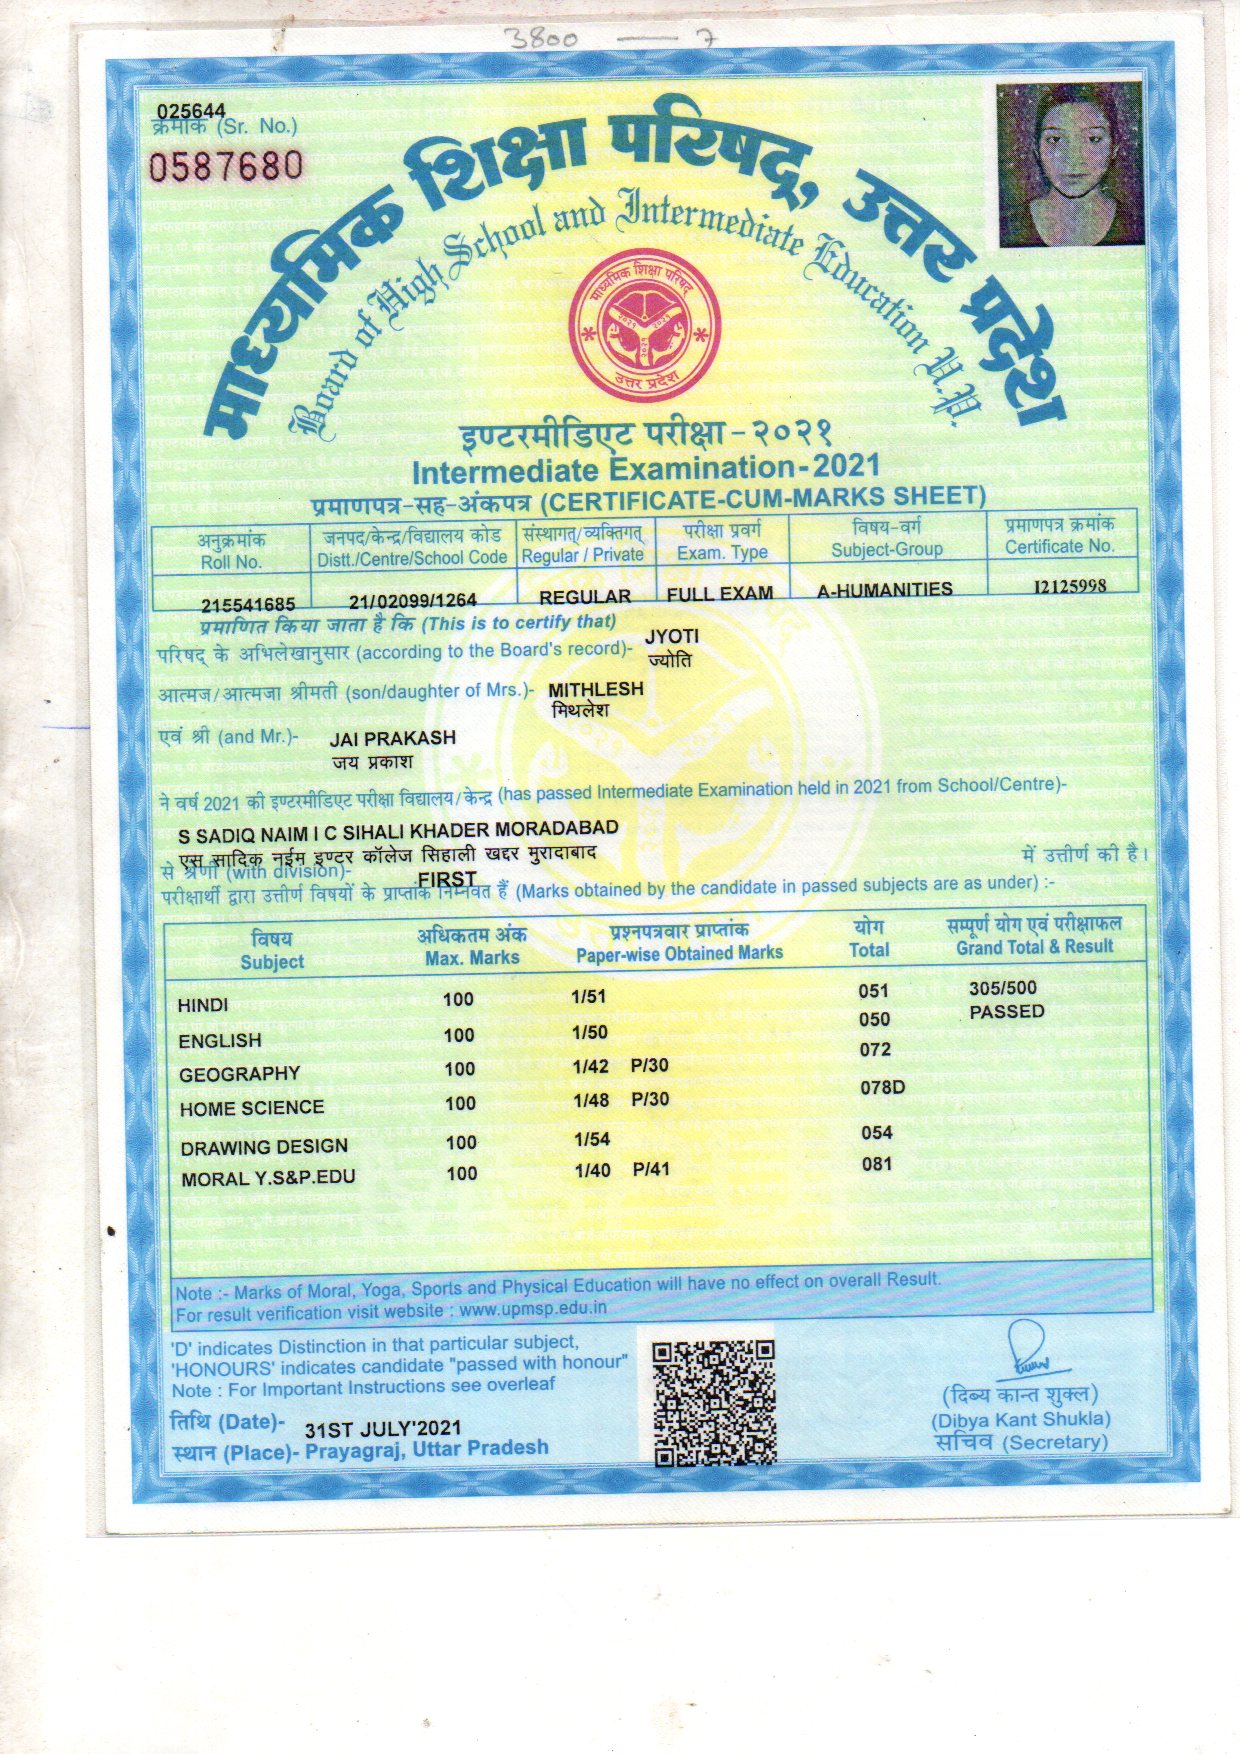 3800 — 7
025644
क्रमांक (Sr. No.)
0587680
माध्यमिक शिक्षा परिषद्, उत्तर प्रदेश
Board of High School and Intermediate Education U.P.
माध्यमिक शिक्षा परिषद्
२०२१ २०२१
२०२१
उत्तर प्रदेश
इण्टरमीडिएट परीक्षा-२०२१
Intermediate Examination-2021
प्रमाणपत्र-सह-अंकपत्र (CERTIFICATE-CUM-MARKS SHEET)
अनुक्रमांक जनपद/केन्द्र/विद्यालय कोड संस्थागत्/व्यक्तिगत् परीक्षा प्रवर्ग विषय-वर्ग प्रमाणपत्र क्रमांक
Roll No. Distt./Centre/School Code Regular / Private Exam. Type Subject-Group Certificate No.
215541685 21/02099/1264 REGULAR FULL EXAM A-HUMANITIES I2125998
प्रमाणित किया जाता है कि (This is to certify that)
परिषद् के अभिलेखानुसार (according to the Board's record)- JYOTI
ज्योति
आत्मज/आत्मजा श्रीमती (son/daughter of Mrs.)- MITHLESH
मिथलेश
एवं श्री (and Mr.)- JAI PRAKASH
जय प्रकाश
ने वर्ष 2021 की इण्टरमीडिएट परीक्षा विद्यालय/केन्द्र (has passed Intermediate Examination held in 2021 from School/Centre)-
S SADIQ NAIM I C SIHALI KHADER MORADABAD
एस सादिक नईम इण्टर कॉलेज सिहाली खद्दर मुरादाबाद
से श्रेणी (with division)- FIRST में उत्तीर्ण की है।
परीक्षार्थी द्वारा उत्तीर्ण विषयों के प्राप्तांक निम्नवत हैं (Marks obtained by the candidate in passed subjects are as under) :-
विषय अधिकतम अंक प्रश्नपत्रवार प्राप्तांक योग सम्पूर्ण योग एवं परीक्षाफल
Subject Max. Marks Paper-wise Obtained Marks Total Grand Total & Result
HINDI 100 1/51 051 305/500
PASSED
ENGLISH 100 1/50 050
GEOGRAPHY 100 1/42 P/30 072
HOME SCIENCE 100 1/48 P/30 078D
DRAWING DESIGN 100 1/54 054
MORAL Y.S&P.EDU 100 1/40 P/41 081
Note :- Marks of Moral, Yoga, Sports and Physical Education will have no effect on overall Result.
For result verification visit website : www.upmsp.edu.in
'D' indicates Distinction in that particular subject,
'HONOURS' indicates candidate "passed with honour"
Note : For Important Instructions see overleaf
तिथि (Date)- 31ST JULY'2021
स्थान (Place)- Prayagraj, Uttar Pradesh
(दिब्य कान्त शुक्ल)
(Dibya Kant Shukla)
सचिव (Secretary)